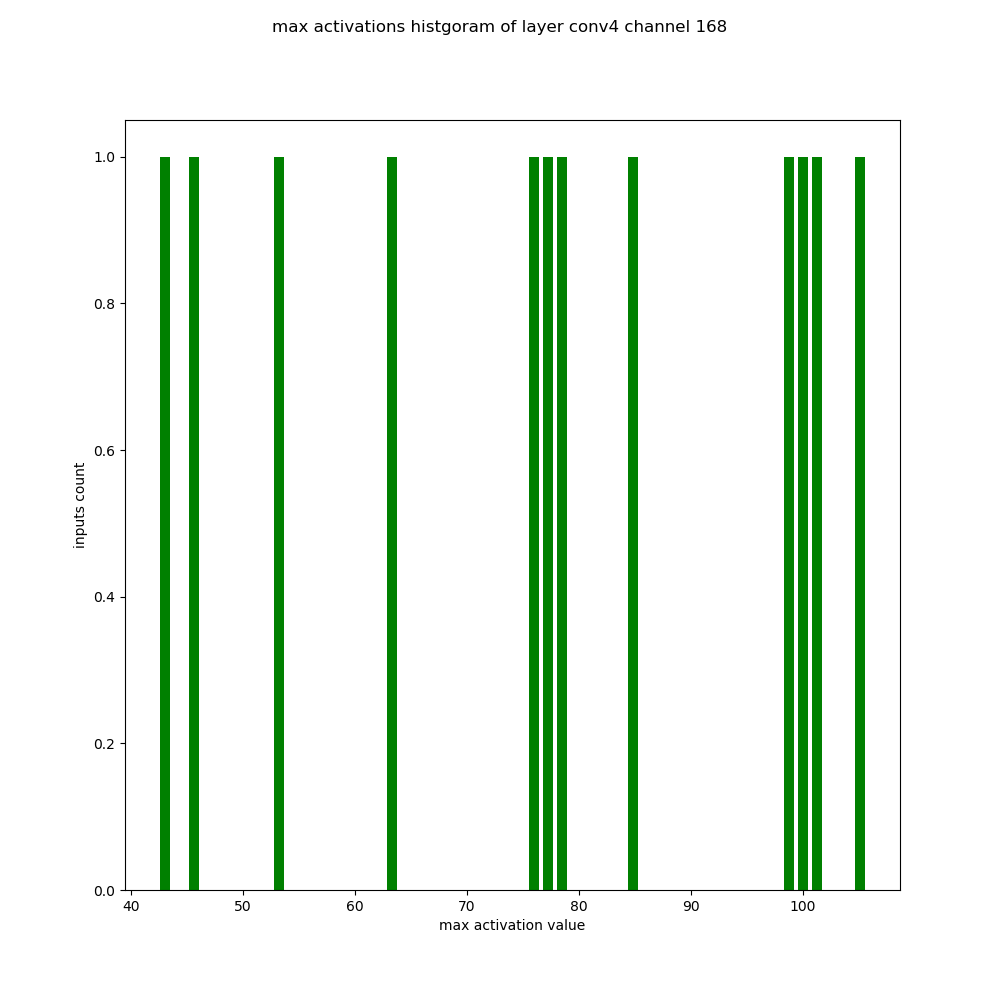 max activations histgoram of layer conv4 channel 168
1.0
0.8
0.6
0.4
0.2
0.0
inputs count
40 50 60 70 80 90 100
max activation value